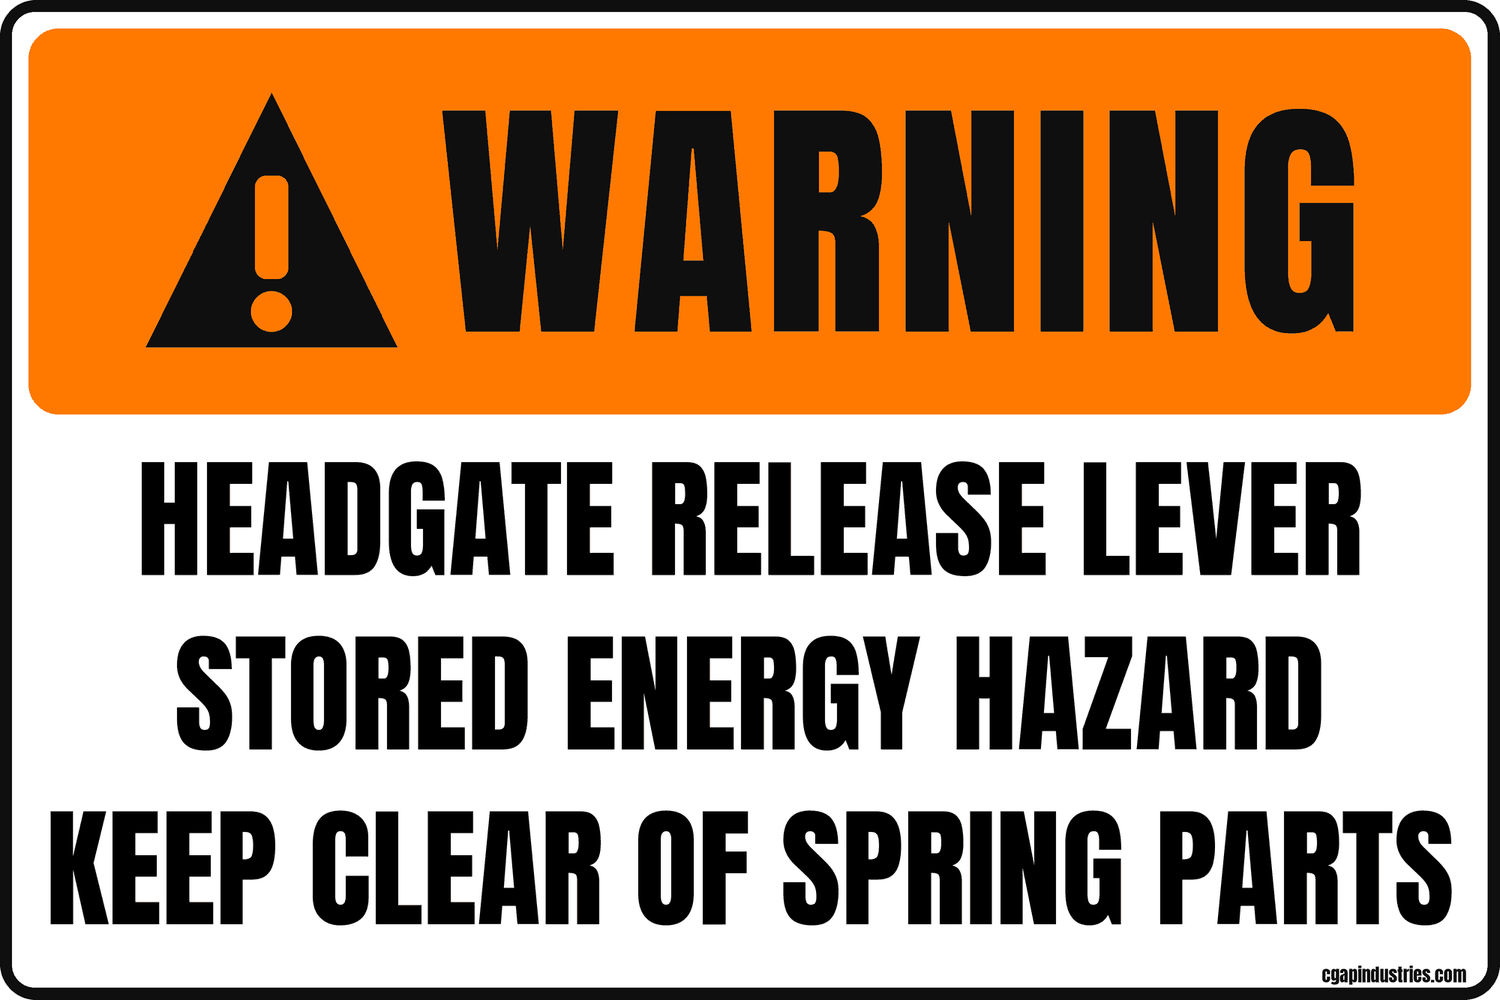 WARNING
HEADGATE RELEASE LEVER
STORED ENERGY HAZARD
KEEP CLEAR OF SPRING PARTS
cgapindustries.com